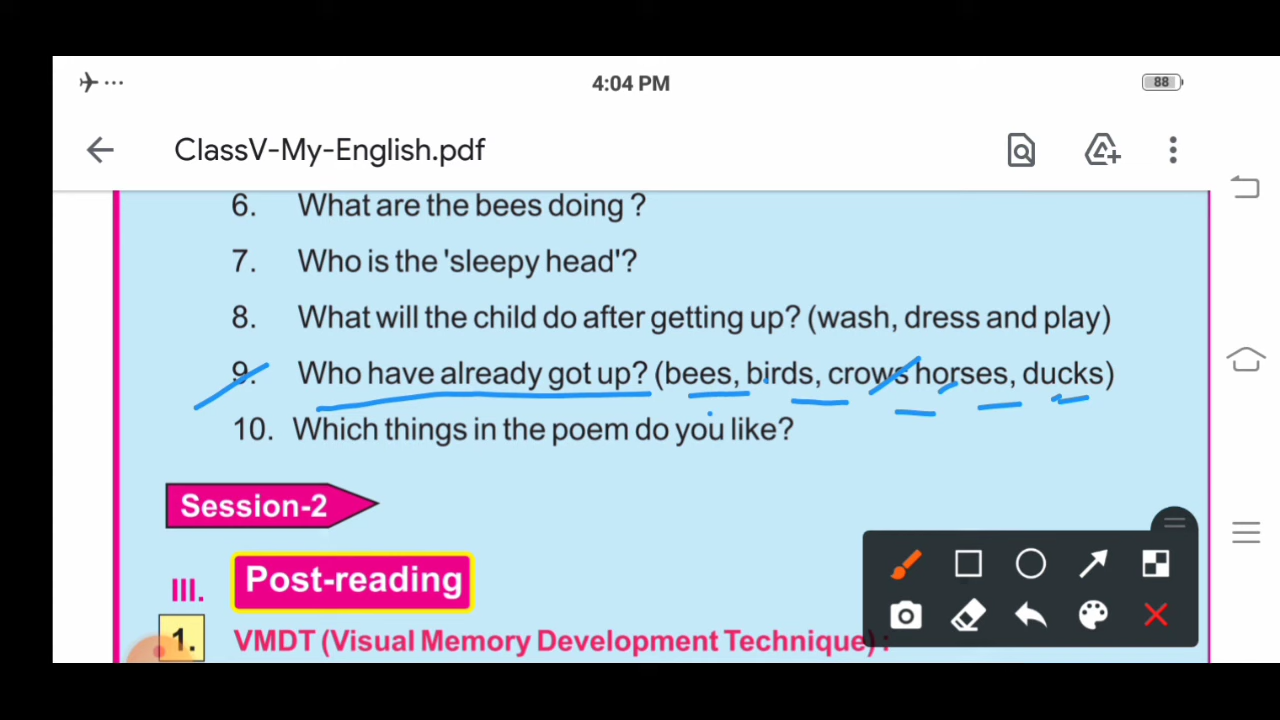 4:04 PM
88
ClassV-My-English.pdf
6. What are the bees doing ?
7. Who is the 'sleepy head'?
8. What will the child do after getting up? (wash, dress and play)
9. Who have already got up? (bees, birds, crows horses, ducks)
10. Which things in the poem do you like?
Session-2
III. Post-reading
1. VMDT (Visual Memory Development Technique) :